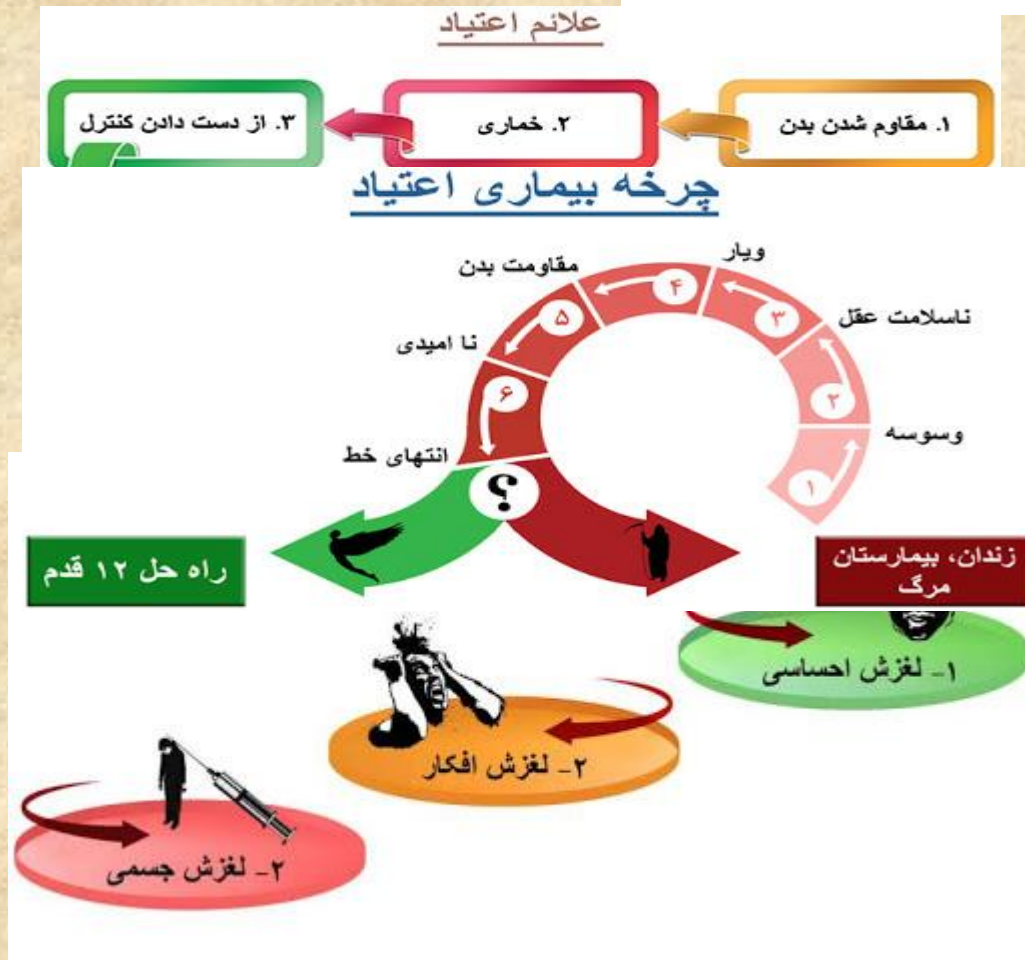 علائم اعتیاد
۱. مقاوم شدن بدن
۲. خماری
۳. از دست دادن کنترل
چرخه بیماری اعتیاد
۱
وسوسه
۲
ناسلامت عقل
۳
ویار
۴
مقاومت بدن
۵
نا امیدی
۶
انتهای خط
؟
زندان، بیمارستان
مرگ
راه حل ۱۲ قدم
۱- لغزش احساسی
۲- لغزش افکار
۲- لغزش جسمی